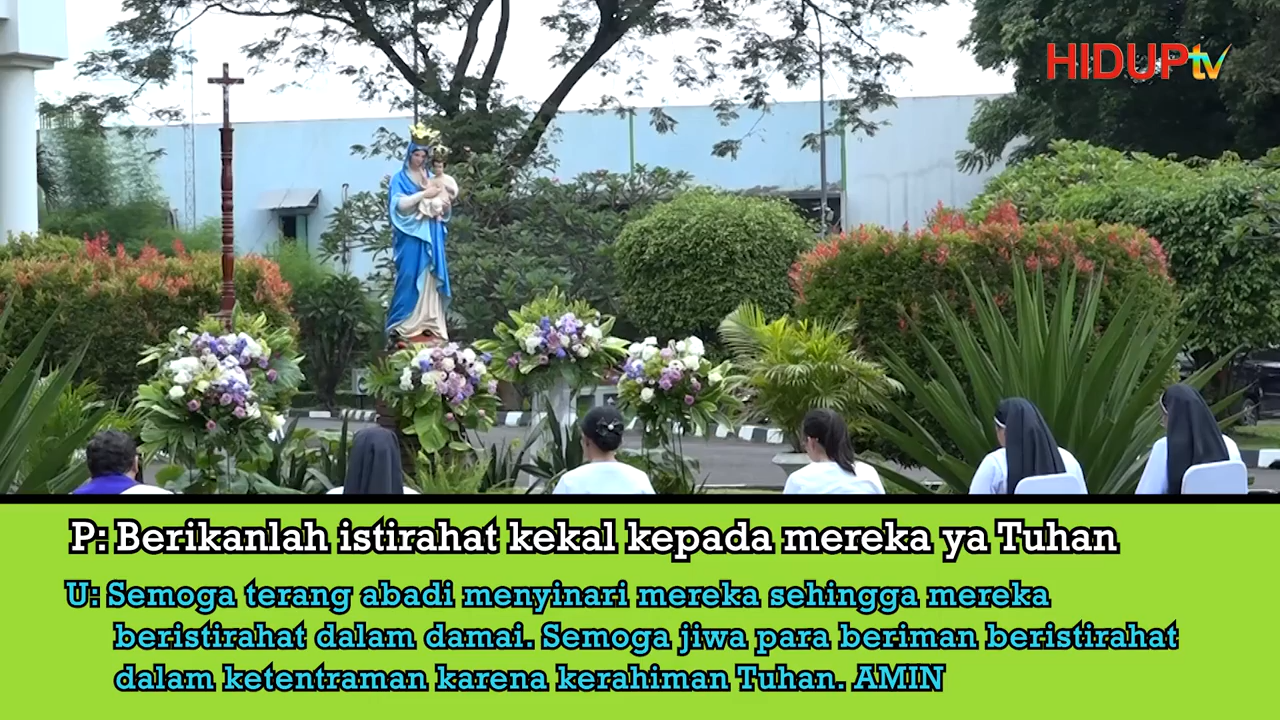 HIDUPtv
P: Berikanlah istirahat kekal kepada mereka ya Tuhan
U: Semoga terang abadi menyinari mereka sehingga mereka
beristirahat dalam damai. Semoga jiwa para beriman beristirahat
dalam ketentraman karena kerahiman Tuhan. AMIN